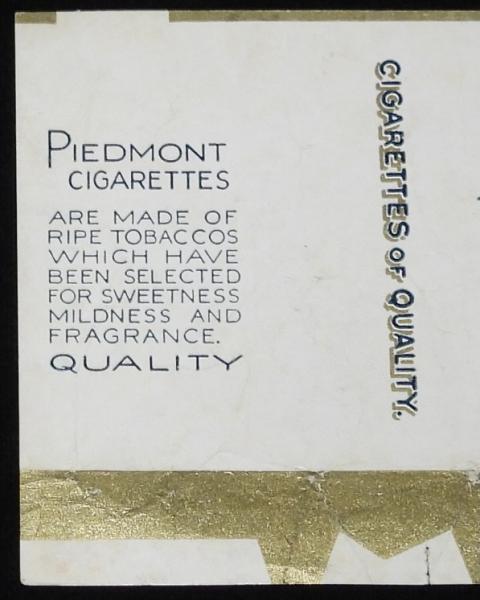 PIEDMONT
CIGARETTES
ARE MADE OF
RIPE TOBACCOS
WHICH HAVE
BEEN SELECTED
FOR SWEETNESS
MILDNESS AND
FRAGRANCE.
QUALITY
CIGARETTES OF QUALITY.